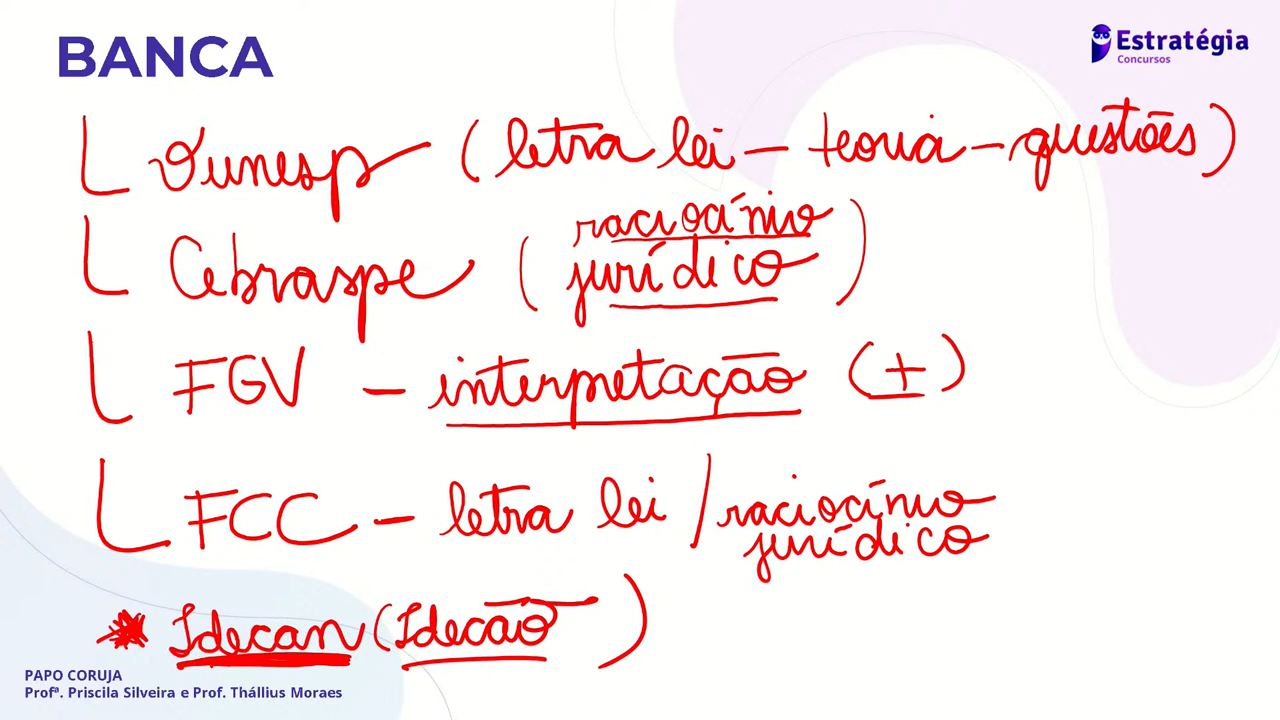 BANCA
Estratégia
Concursos
Vunesp (letra lei - teoria - questões)
Cebraspe (raciocínio
jurídico)
FGV - interpretação (±)
FCC - letra lei / raciocínio
jurídico
* Idecan (Idecão)
PAPO CORUJA
Profª. Priscila Silveira e Prof. Thállius Moraes